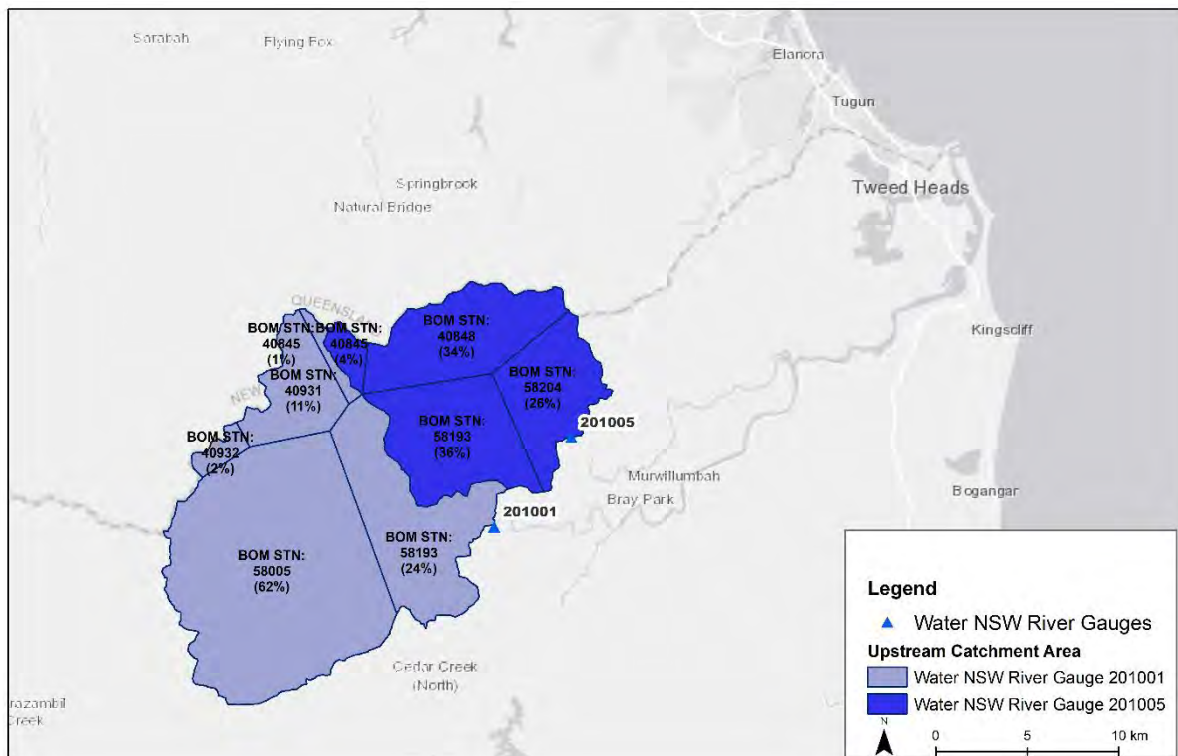 Sarabah
Flying Fox
Elanora
Tugun
Tweed Heads
Springbrook
Natural Bridge
QUEENSLAND
Kingscliff
BOM STN:
40845
(1%)
BOM STN:
40845
(4%)
BOM STN:
40848
(34%)
BOM STN:
40931
(11%)
NEW
BOM STN:
58204
(26%)
BOM STN:
40932
(2%)
BOM STN:
58193
(36%)
201005
Murwillumbah
Bray Park
Bogangar
201001
BOM STN:
58005
(62%)
BOM STN:
58193
(24%)
Cedar Creek
(North)
razambil
Creek
Legend
Water NSW River Gauges
Upstream Catchment Area
Water NSW River Gauge 201001
Water NSW River Gauge 201005
N
0 5 10 km